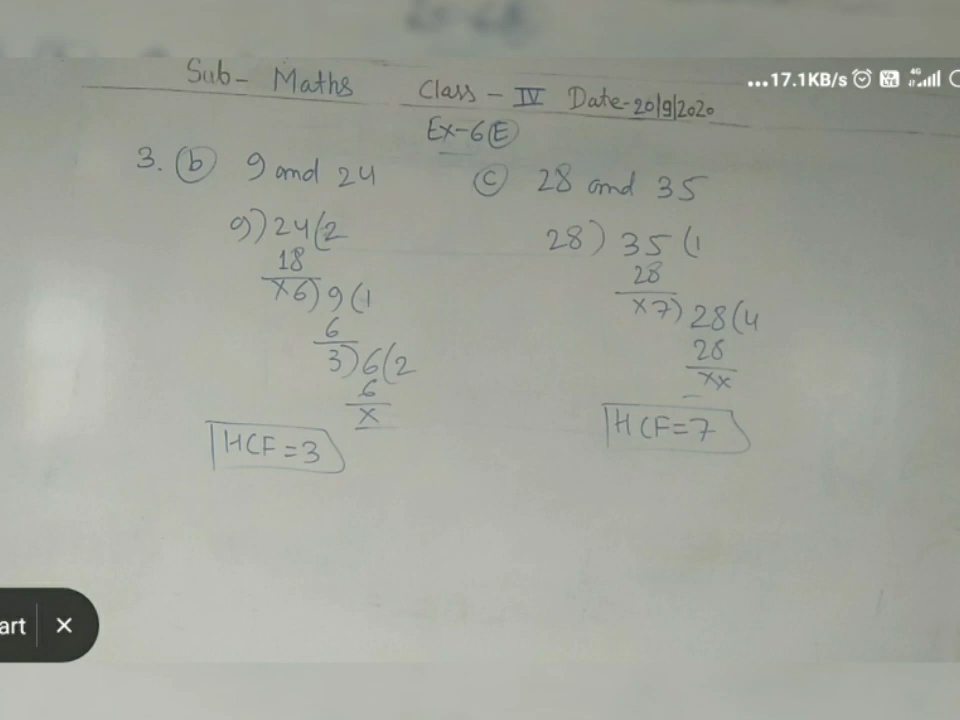 ...17.1KB/s 4G
Sub- Maths Class - IV Date-20/9/2020
Ex-6(E)
3. (b) 9 and 24
9)24(2
18
x6)9(1
6
3)6(2
6
x
HCF=3
(c) 28 and 35
28)35(1
28
x7)28(4
28
xx
HCF=7
art ×